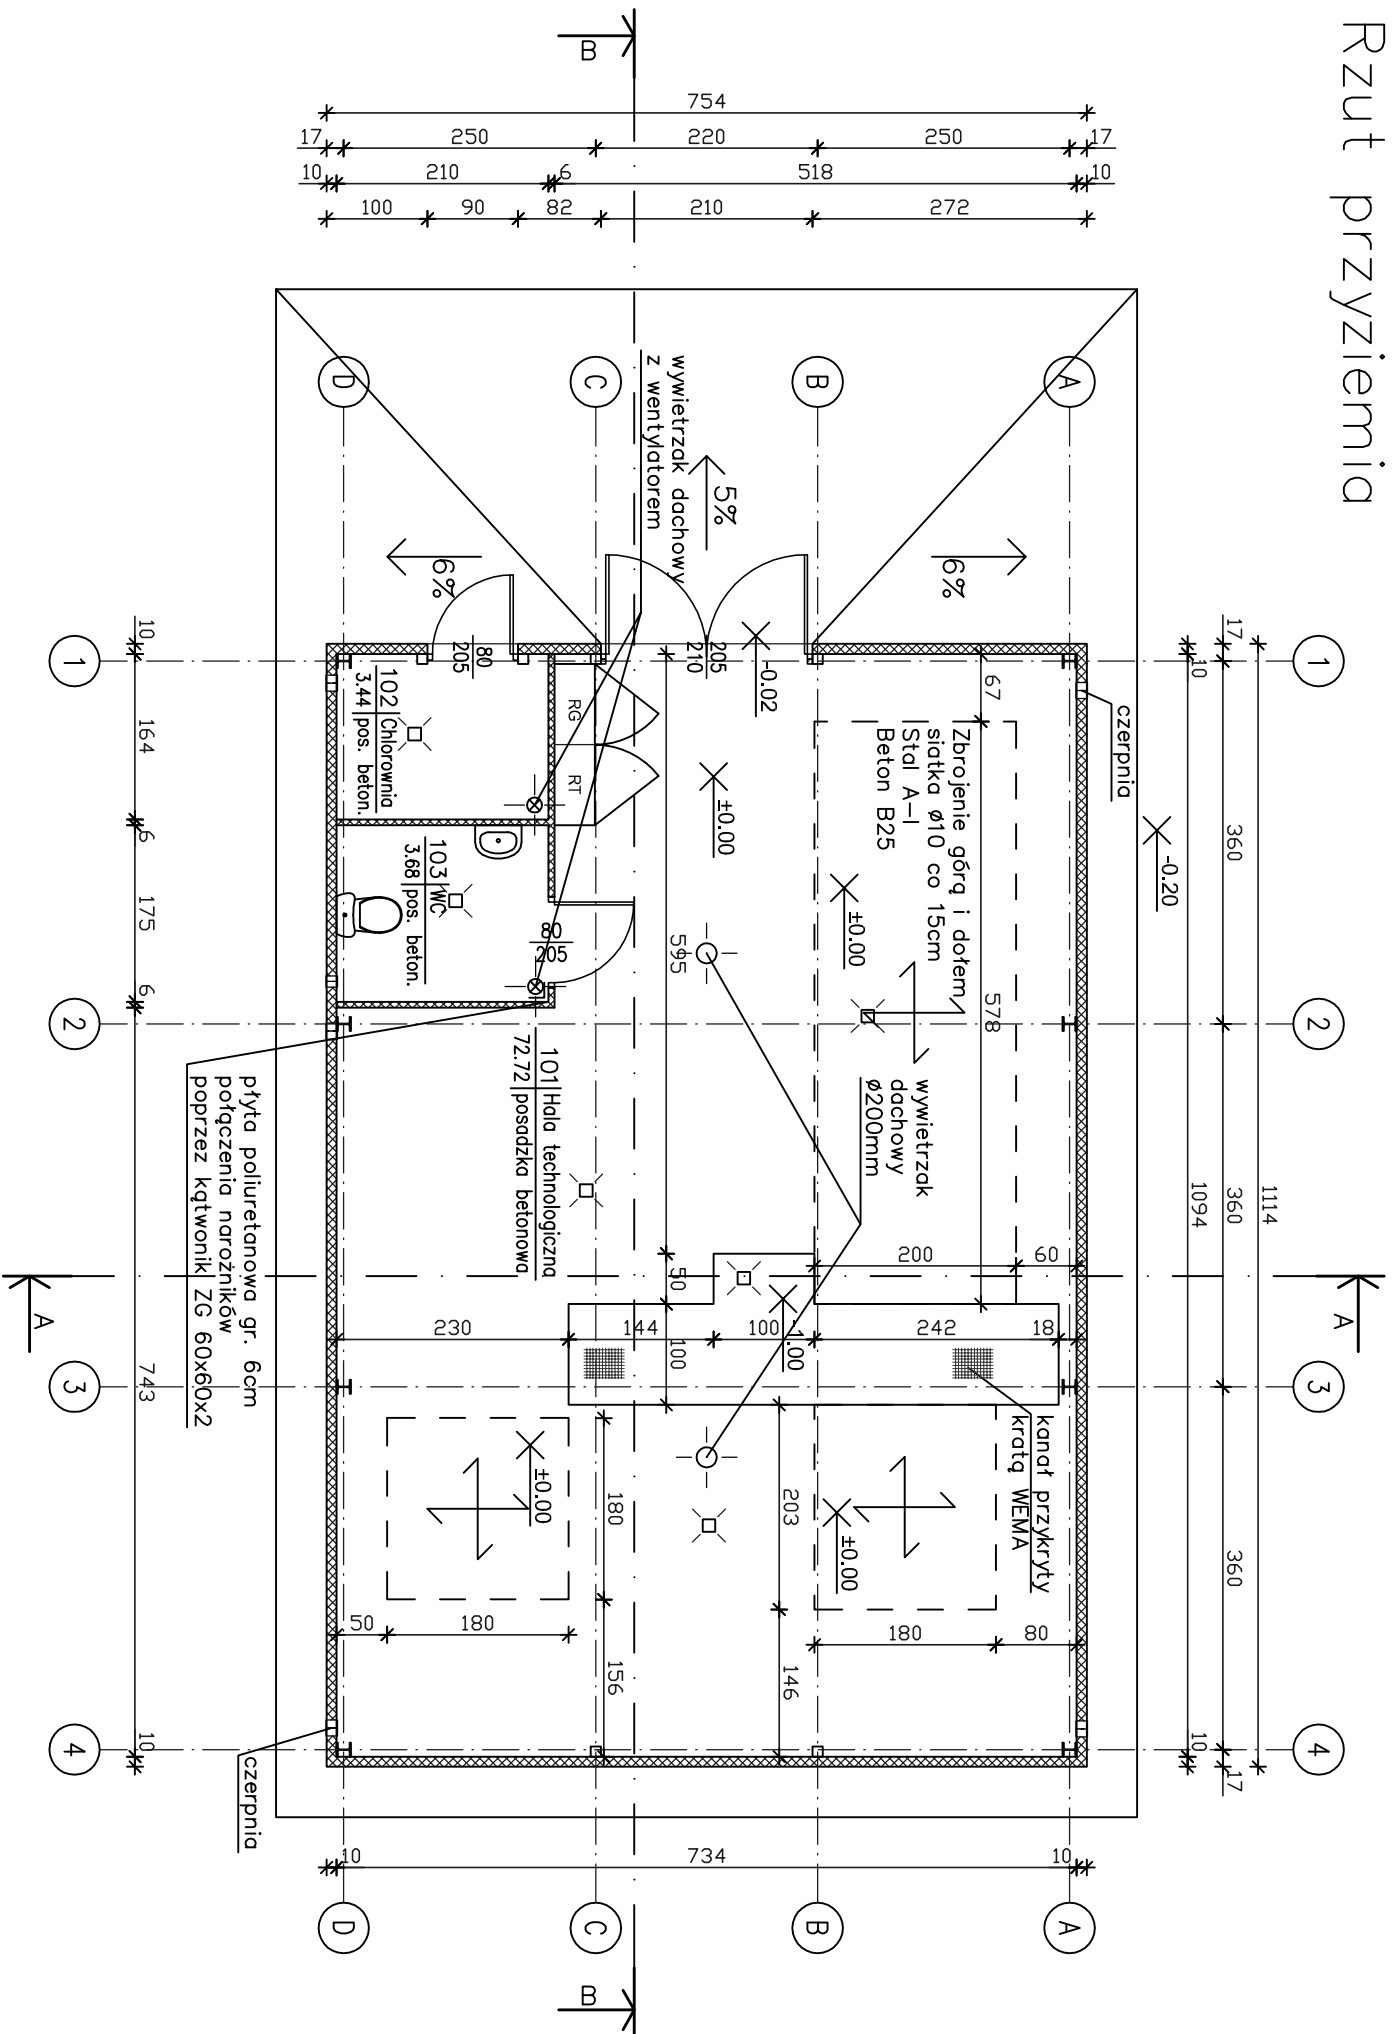 Rzut przyziemia
B
754
17
250
220
250
17
10
210
6
518
10
100
90
82
210
272
D
C
B
A
wywietrzak dachowy
z wentylatorem
5%
6%
6%
1
10
164
6
175
6
2
743
3
10
4
1
17
360
10
czerpnia
-0.20
2
360
1094
1114
3
360
10
17
4
80
205
205
210
-0.02
67
102 Chlorownia
3.44 pos. beton.
RG
RT
±0.00
Zbrojenie górą i dołem
siatka ø10 co 15cm
Stal A-I
Beton B25
±0.00
103 WC
3.68 pos. beton.
80
205
595
578
101 Hala technologiczna
72.72 posadzka betonowa
wywietrzak
dachowy
ø200mm
płyta poliuretanowa gr. 6cm
połączenia narożników
poprzez kątwonik ZG 60x60x2
200
60
50
A
A
230
144
100
242
18
-1.00
100
kanał przykryty
kratą WEMA
±0.00
±0.00
180
203
50
180
180
80
156
146
czerpnia
10
734
10
D
C
B
A
B